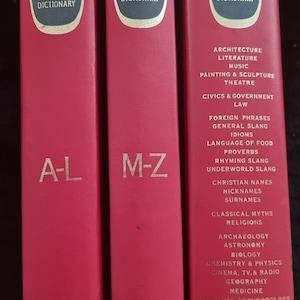 DICTIONARY
A-L
M-Z
ARCHITECTURE
LITERATURE
MUSIC
PAINTING & SCULPTURE
THEATRE
CIVICS & GOVERNMENT
LAW
FOREIGN PHRASES
GENERAL SLANG
IDIOMS
LANGUAGE OF FOOD
PROVERBS
RHYMING SLANG
UNDERWORLD SLANG
CHRISTIAN NAMES
NICKNAMES
SURNAMES
CLASSICAL MYTHS
RELIGIONS
ARCHAEOLOGY
ASTRONOMY
BIOLOGY
CHEMISTRY & PHYSICS
CINEMA, TV, & RADIO
GEOGRAPHY
MEDICINE